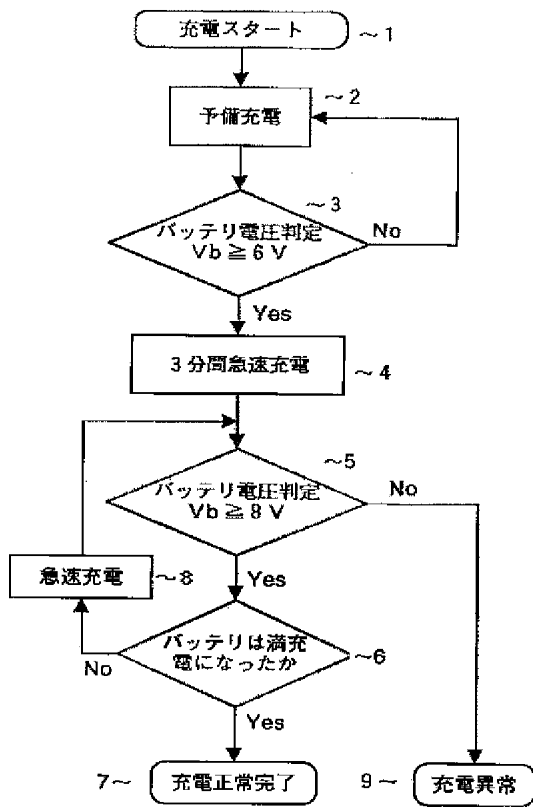 充電スタート ～1
～2
予備充電
～3
バッテリ電圧判定
Vb ≧ 6 V
No
Yes
3分間急速充電 ～4
～5
バッテリ電圧判定
Vb ≧ 8 V
No
急速充電 ～8
Yes
バッテリは満充
電になったか
～6
No
Yes
7～ 充電正常完了
9～ 充電異常